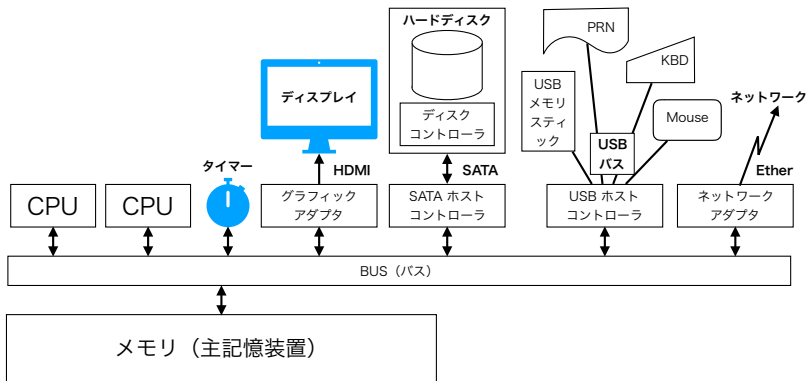 ハードディスク
PRN
KBD
ディスプレイ
USB
メモリ
スティ
ック
ネットワーク
ディスク
コントローラ
Mouse
USB
バス
タイマー
HDMI
SATA
Ether
CPU
CPU
グラフィック
アダプタ
SATA ホスト
コントローラ
USB ホスト
コントローラ
ネットワーク
アダプタ
BUS（バス）
メモリ（主記憶装置）